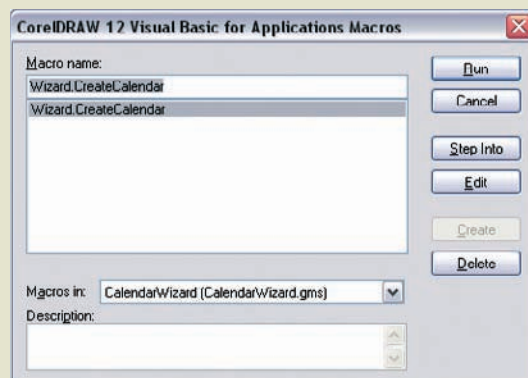 CorelDRAW 12 Visual Basic for Applications Macros
Macro name:
Wizard.CreateCalendar
Wizard.CreateCalendar
Run
Cancel
Step Into
Edit
Create
Delete
Macros in:
CalendarWizard (CalendarWizard.gms)
Description: